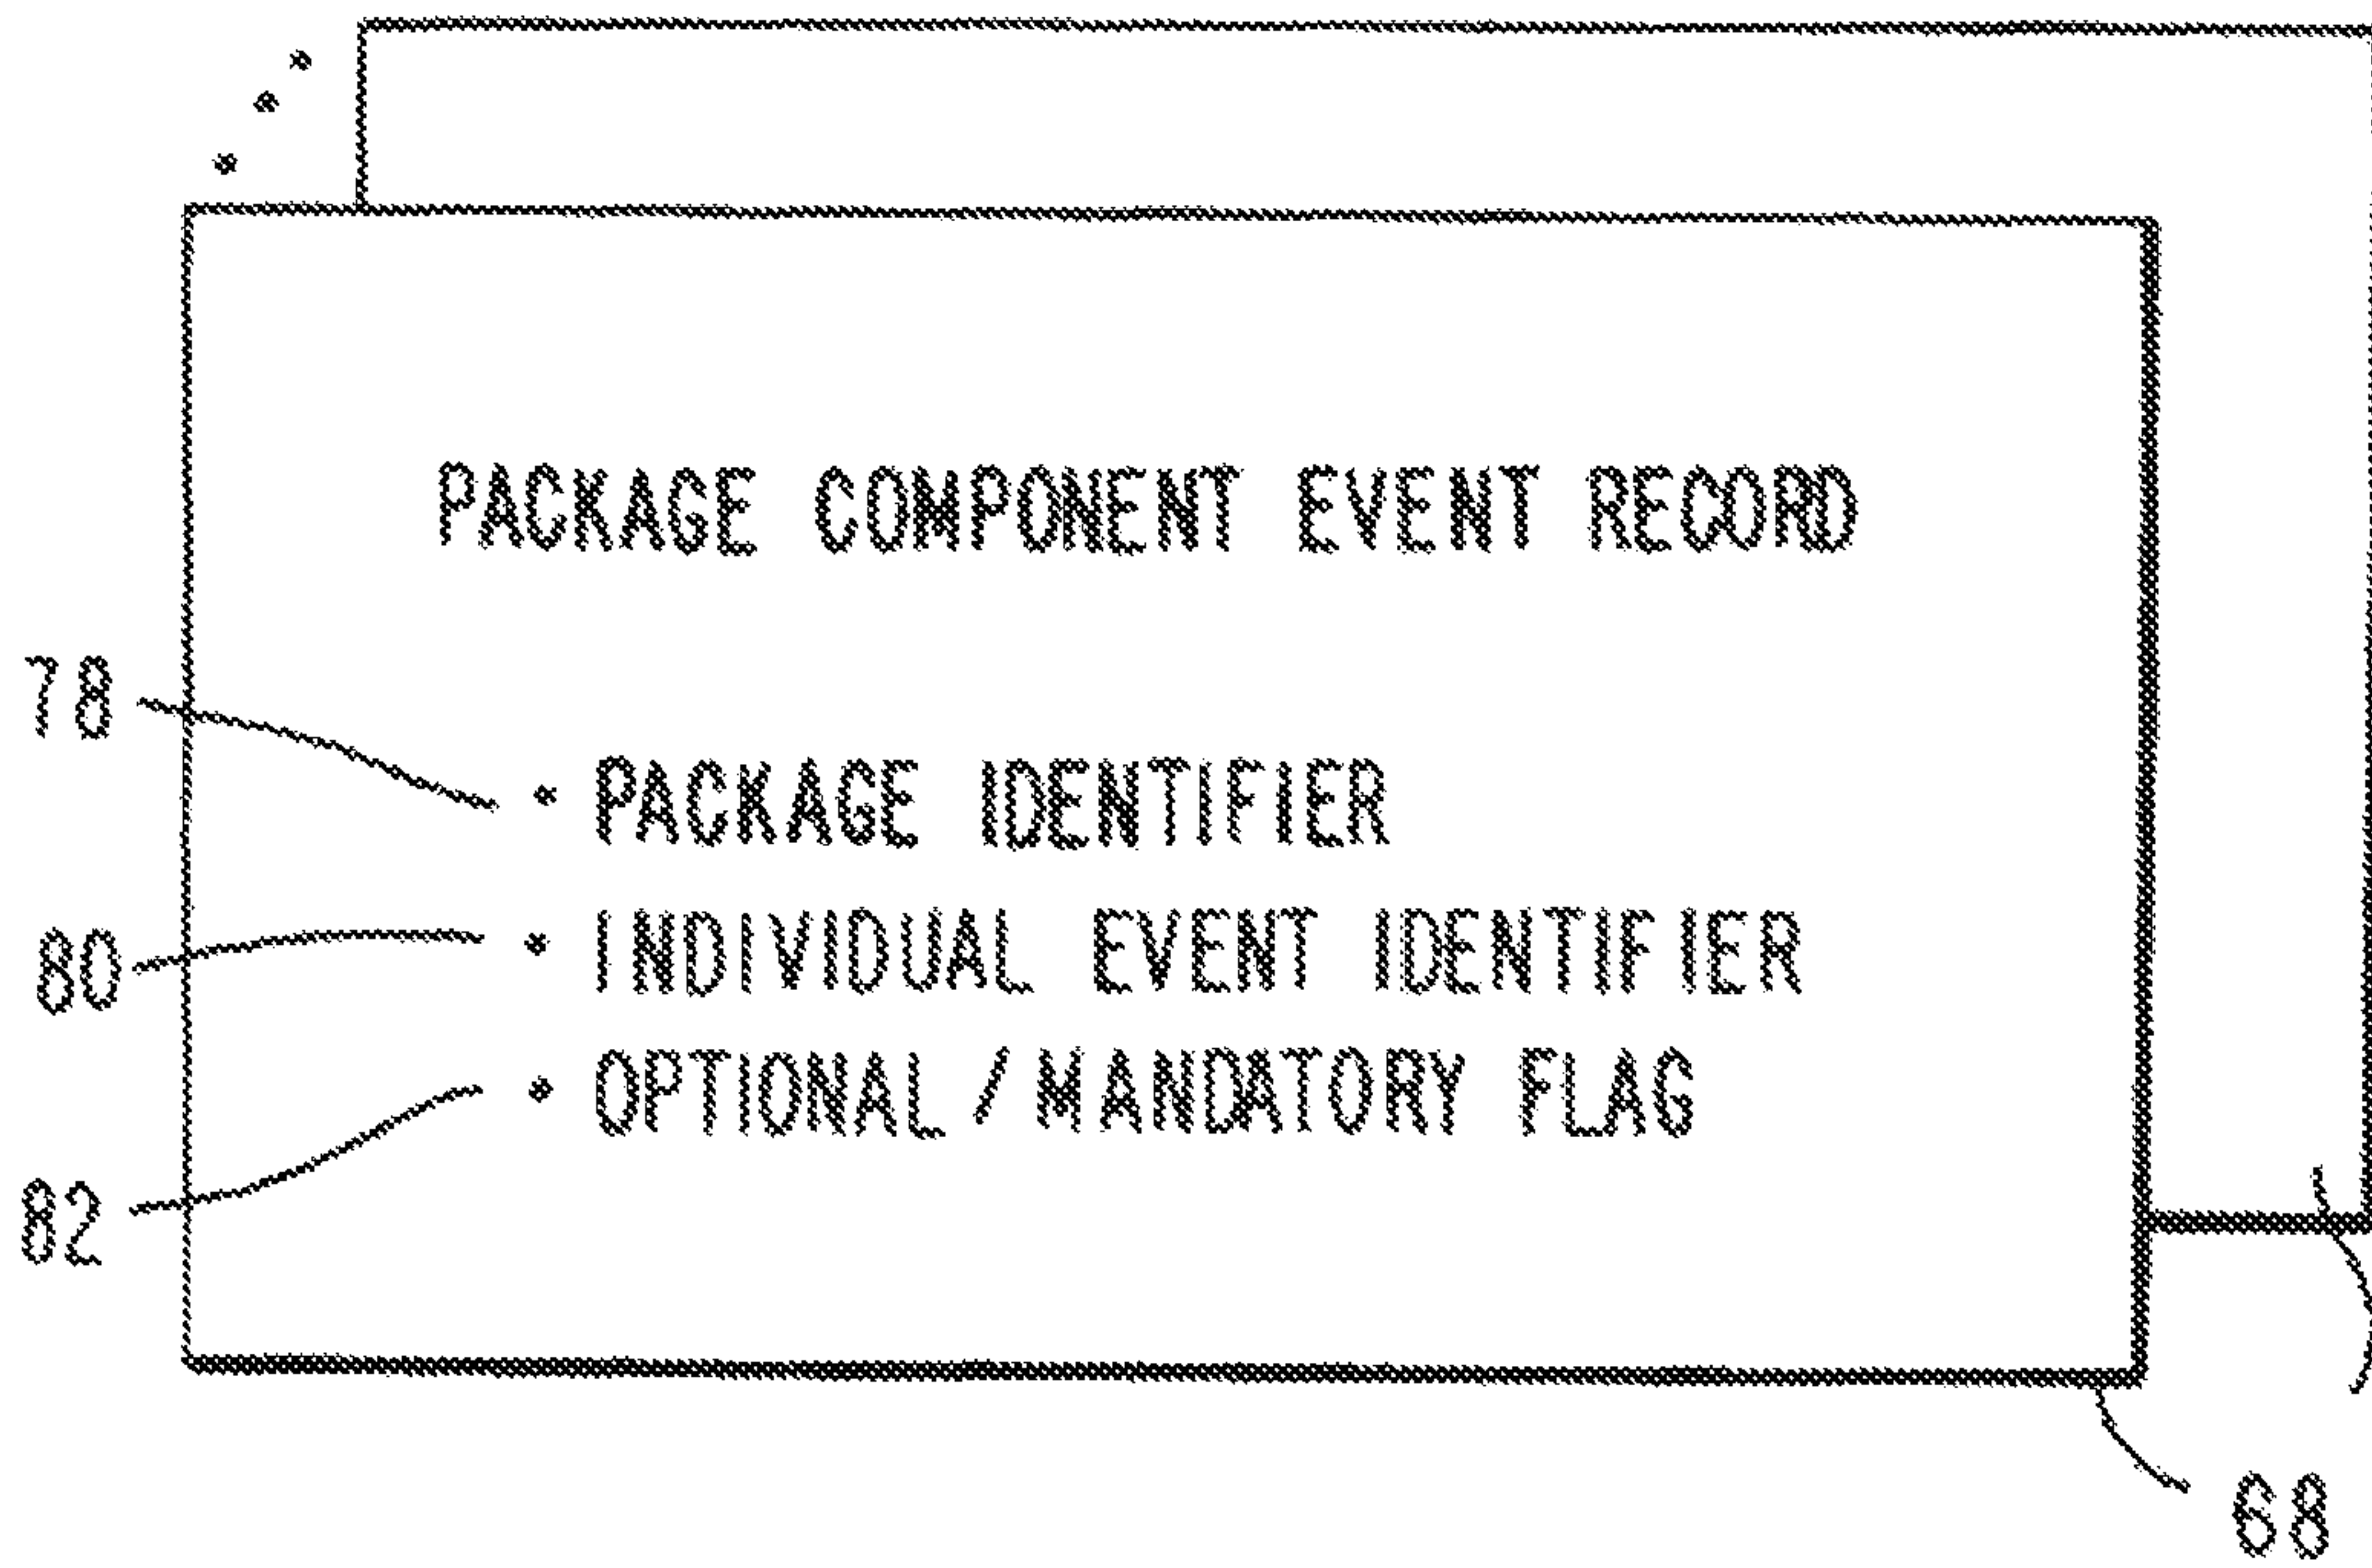 PACKAGE COMPONENT EVENT RECORD
78
• PACKAGE IDENTIFIER
80
• INDIVIDUAL EVENT IDENTIFIER
82
• OPTIONAL/MANDATORY FLAG
68